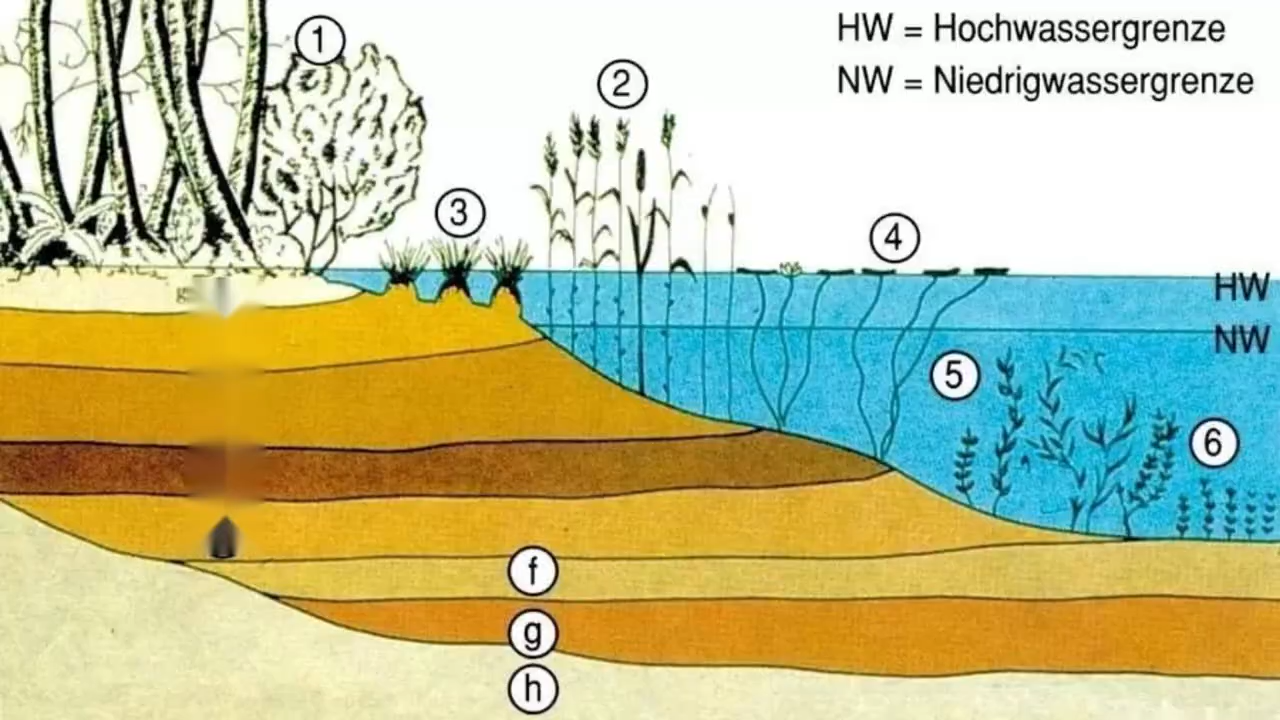 1
HW = Hochwassergrenze
2
NW = Niedrigwassergrenze
3
4
HW
NW
5
6
f
g
h